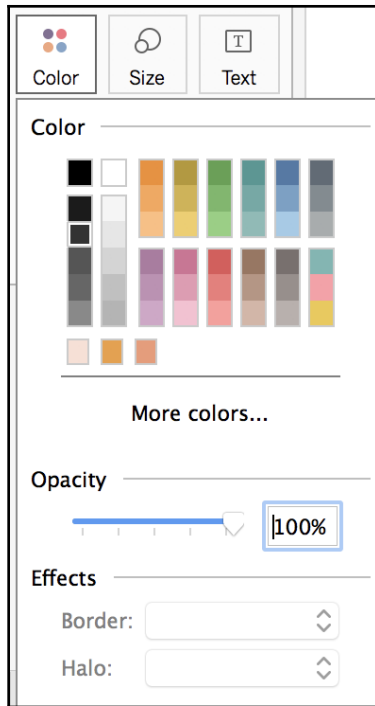 Color Size Text
Color
More colors...
Opacity
100%
Effects
Border:
Halo: